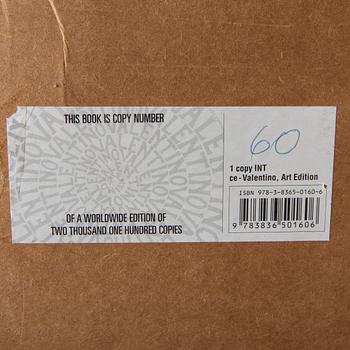 THIS BOOK IS COPY NUMBER
OF A WORLDWIDE EDITION OF
TWO THOUSAND ONE HUNDRED COPIES
60
1 copy INT
ce-Valentino, Art Edition
ISBN 978-3-8365-0160-6
9 783836 501606